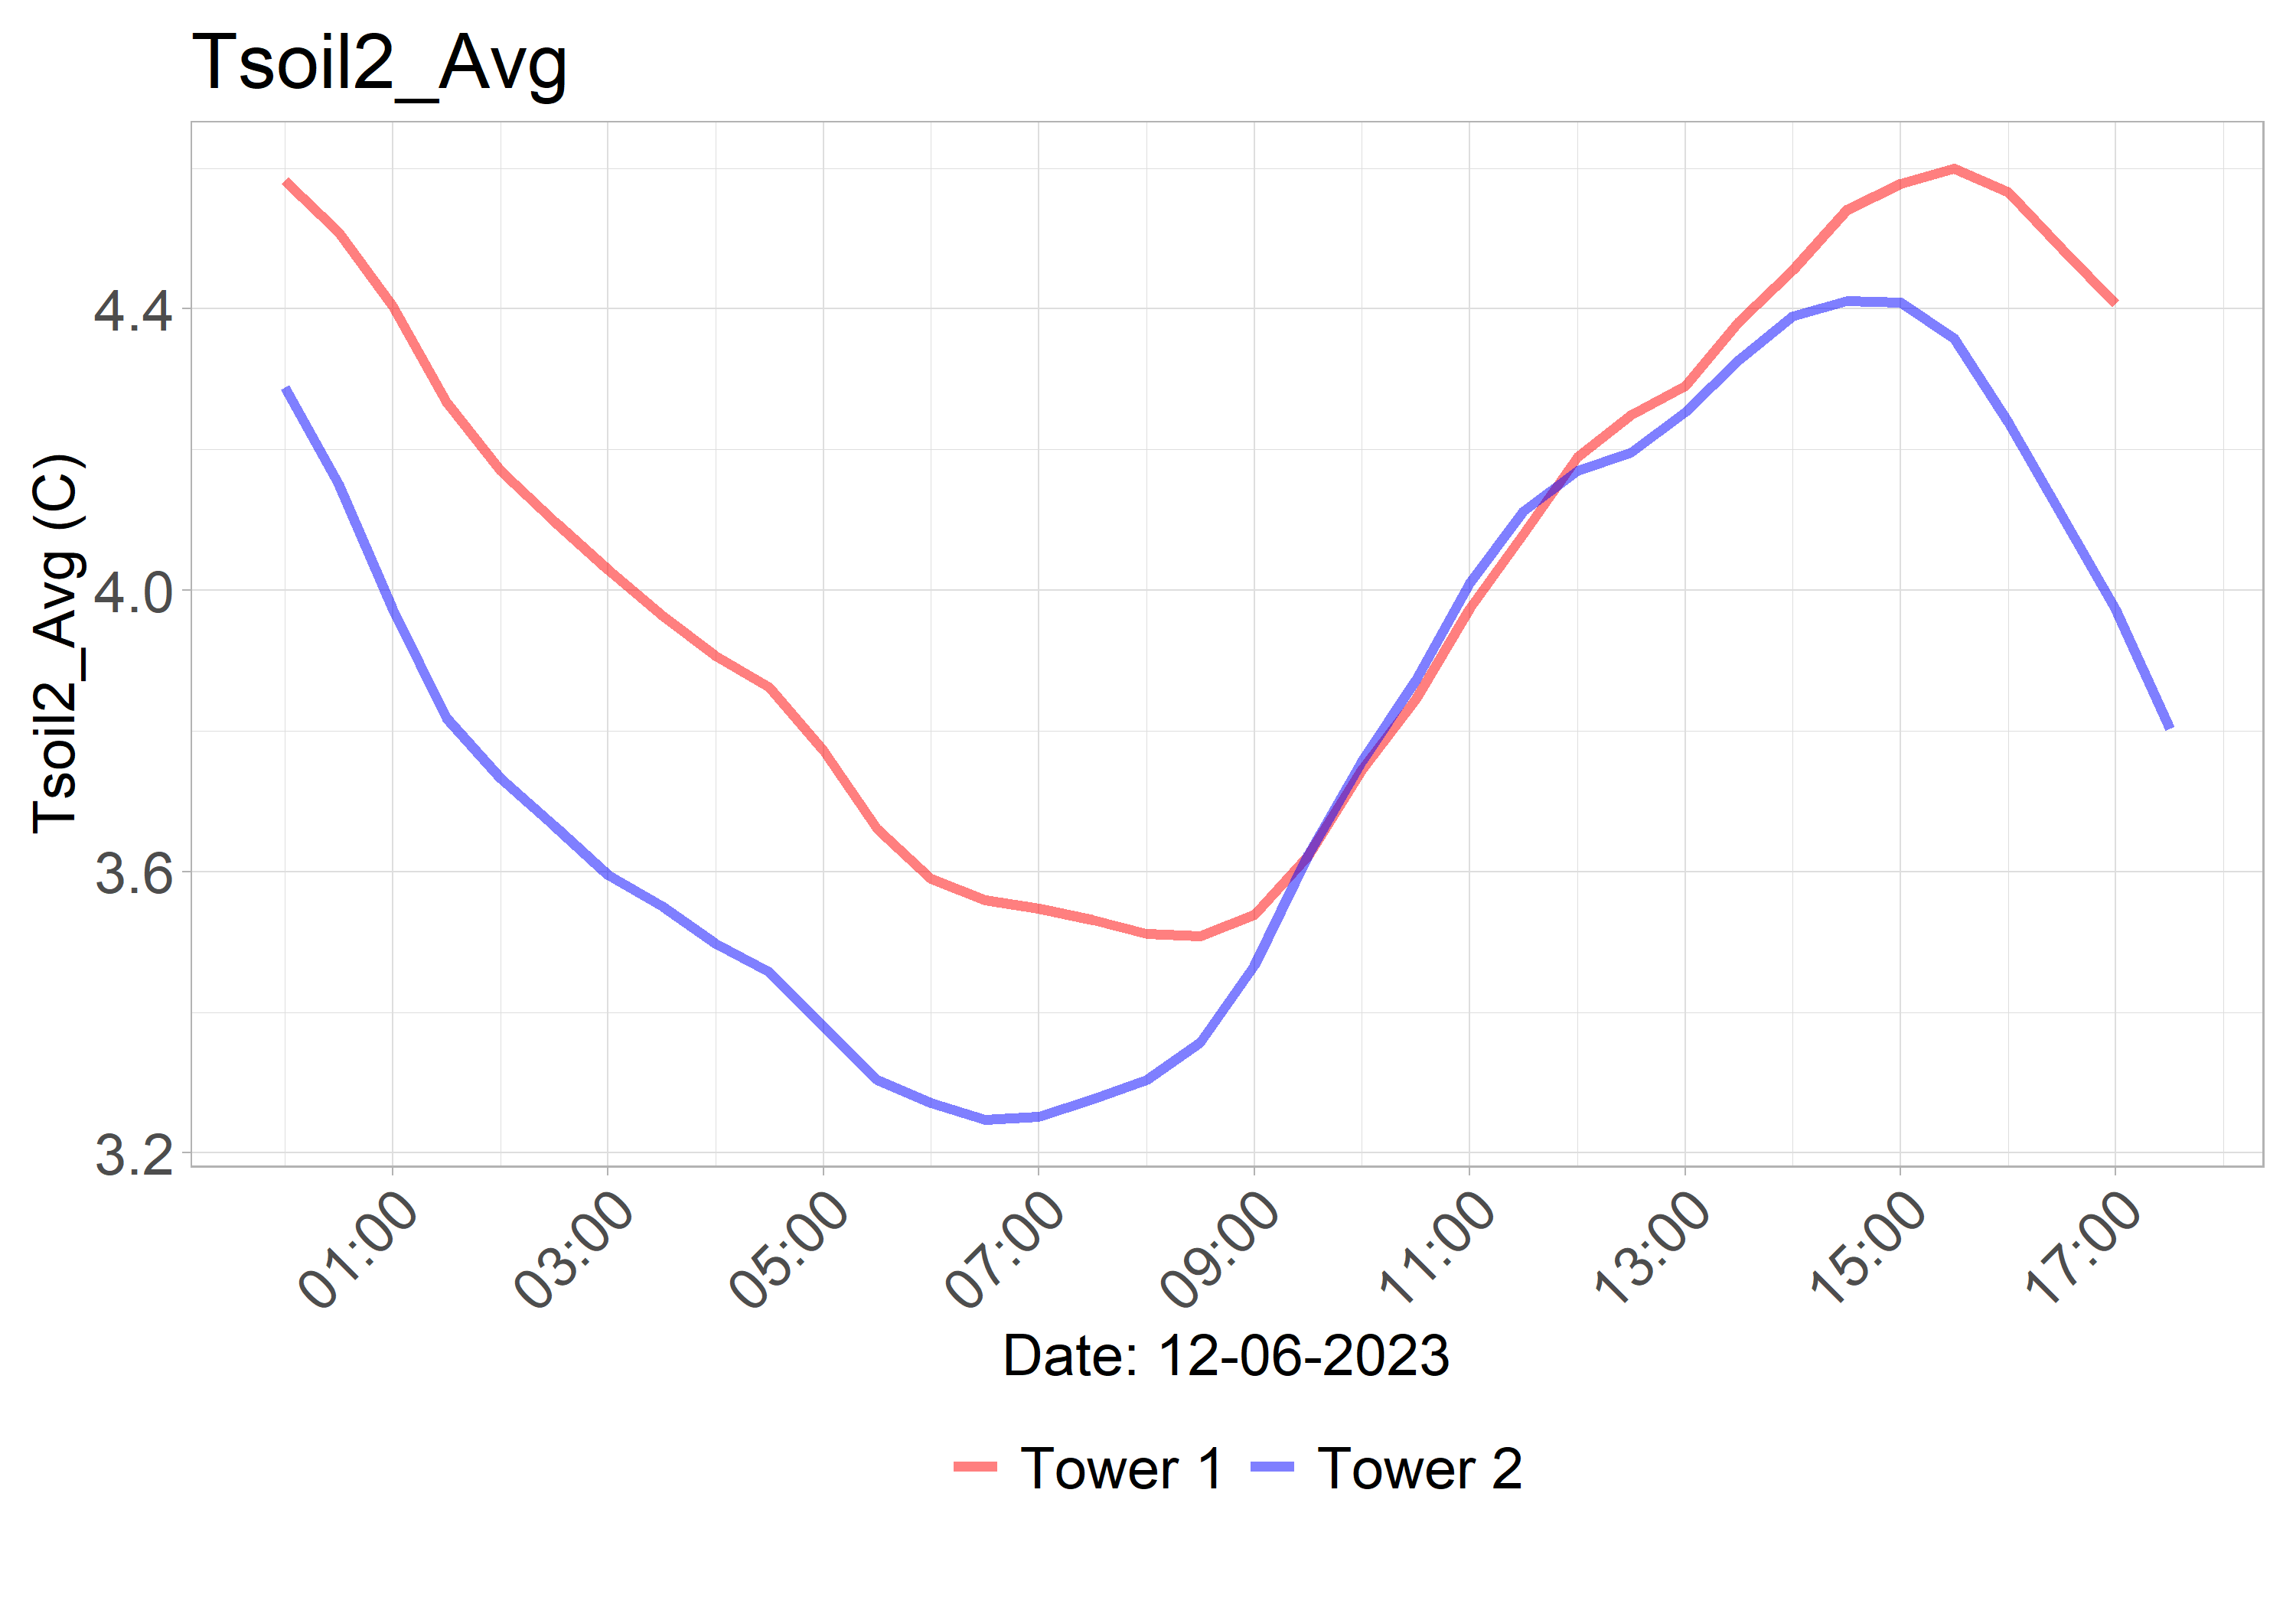 Tsoil2_Avg
Tsoil2_Avg (C)
4.4
4.0
3.6
3.2
01:00 03:00 05:00 07:00 09:00 11:00 13:00 15:00 17:00
Date: 12-06-2023
Tower 1 Tower 2